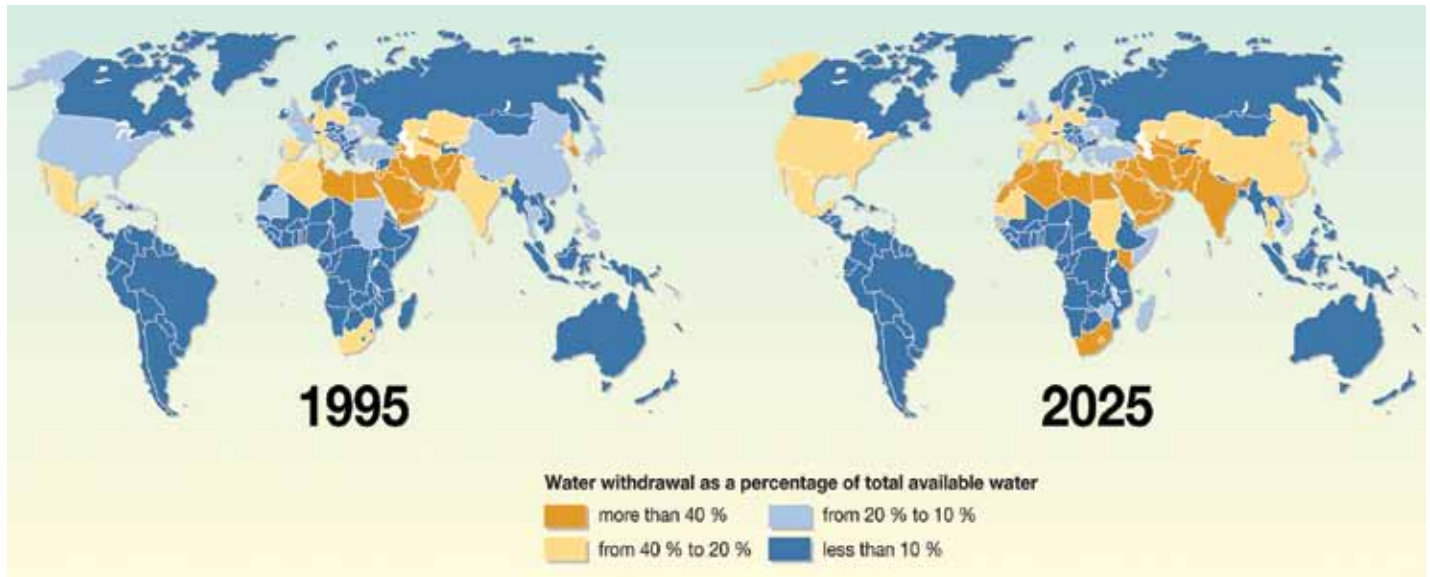 1995
2025
Water withdrawal as a percentage of total available water
more than 40 %
from 20 % to 10 %
from 40 % to 20 %
less than 10 %